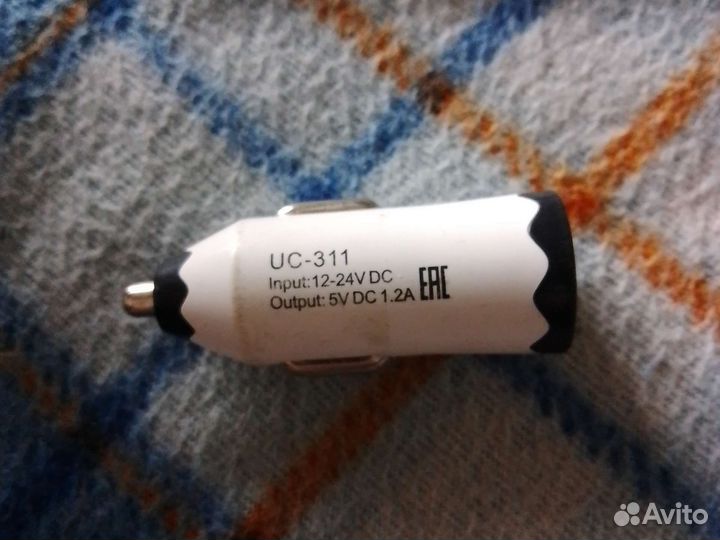 UC-311
Input:12-24V DC
Output: 5V DC 1.2A EAC
Avito